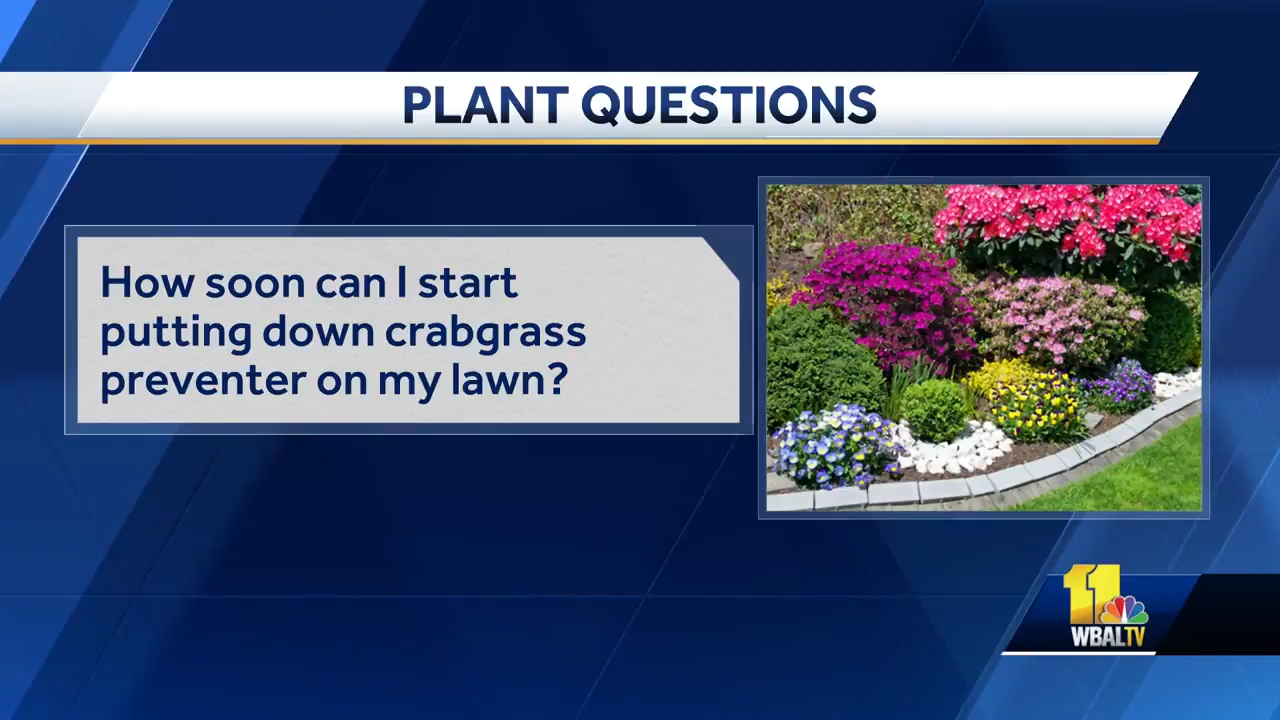 PLANT QUESTIONS
How soon can I start
putting down crabgrass
preventer on my lawn?
11
WBALTV